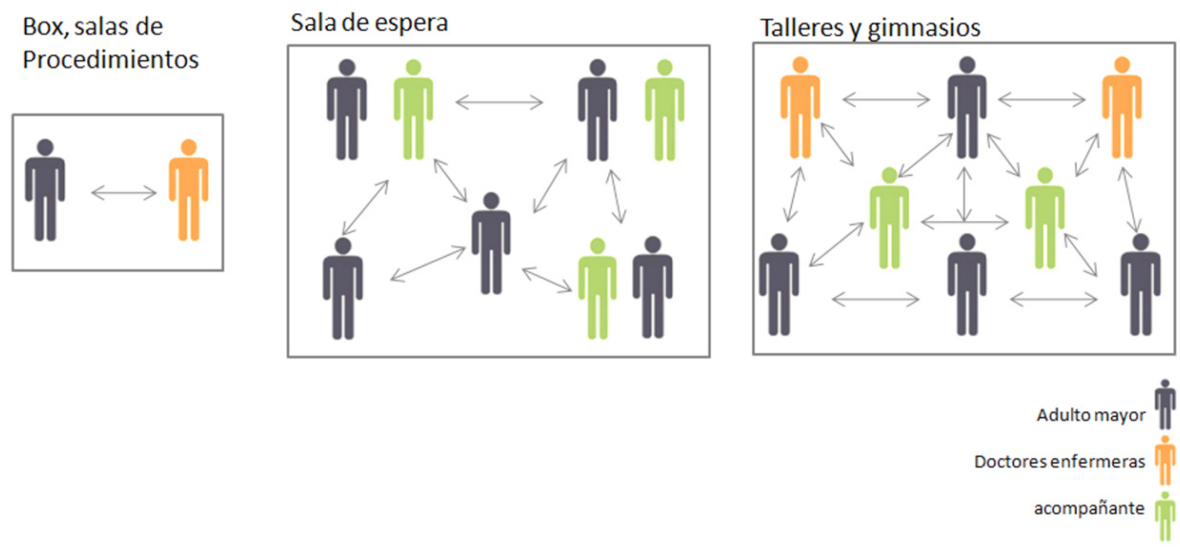 Box, salas de
Procedimientos
Sala de espera
Talleres y gimnasios
Adulto mayor
Doctores enfermeras
acompañante